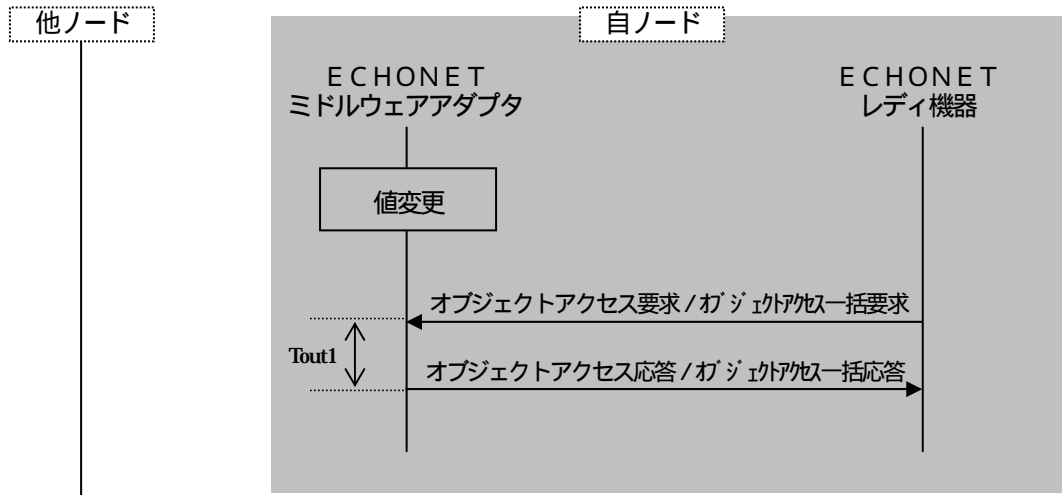 他ノード
自ノード
ＥＣＨＯＮＥＴ
ミドルウェアアダプタ
ＥＣＨＯＮＥＴ
レディ機器
値変更
オブジェクトアクセス要求 / ｵﾌﾞｼﾞｪｸﾄｱｸｾｽ一括要求
Tout1
オブジェクトアクセス応答 / ｵﾌﾞｼﾞｪｸﾄｱｸｾｽ一括応答